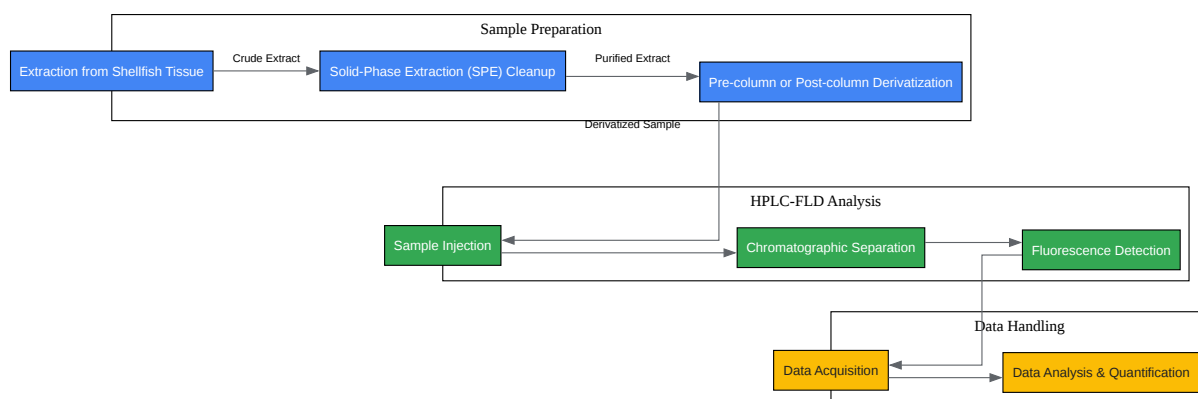 Sample Preparation
Extraction from Shellfish Tissue
Crude Extract
Solid-Phase Extraction (SPE) Cleanup
Purified Extract
Pre-column or Post-column Derivatization
Derivatized Sample
HPLC-FLD Analysis
Sample Injection
Chromatographic Separation
Fluorescence Detection
Data Handling
Data Acquisition
Data Analysis & Quantification